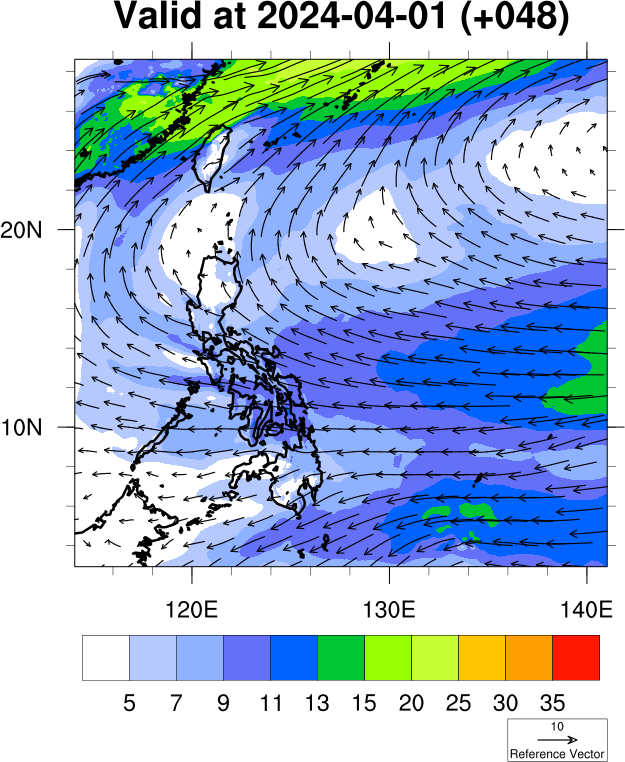 Valid at 2024-04-01 (+048)
20N
10N
120E 130E 140E
5 7 9 11 13 15 20 25 30 35
10
Reference Vector